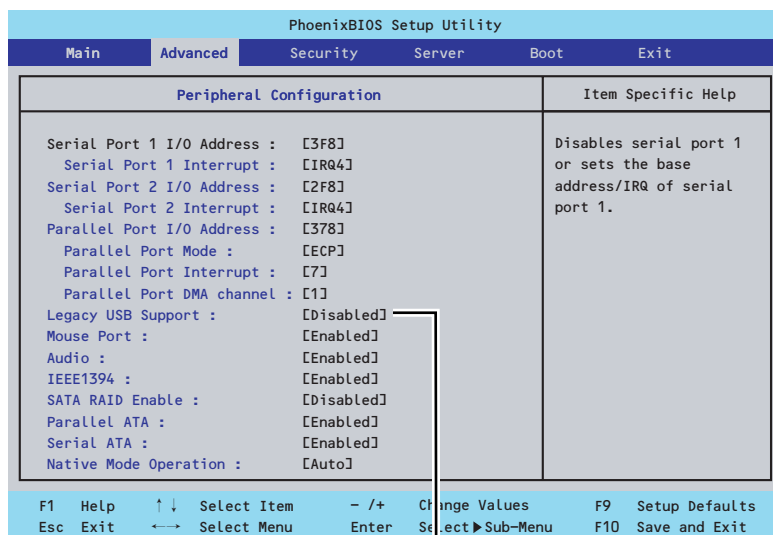 PhoenixBIOS Setup Utility
Main Advanced Security Server Boot Exit
Peripheral Configuration
Item Specific Help
Serial Port 1 I/O Address : [3F8]
Serial Port 1 Interrupt : [IRQ4]
Serial Port 2 I/O Address : [2F8]
Serial Port 2 Interrupt : [IRQ4]
Parallel Port I/O Address : [378]
Parallel Port Mode : [ECP]
Parallel Port Interrupt : [7]
Parallel Port DMA channel : [1]
Legacy USB Support : [Disabled]
Mouse Port : [Enabled]
Audio : [Enabled]
IEEE1394 : [Enabled]
SATA RAID Enable : [Disabled]
Parallel ATA : [Enabled]
Serial ATA : [Enabled]
Native Mode Operation : [Auto]
Disables serial port 1
or sets the base
address/IRQ of serial
port 1.
F1 Help ↑↓ Select Item - /+ Change Values F9 Setup Defaults
Esc Exit ←→ Select Menu Enter Select▶Sub-Menu F10 Save and Exit